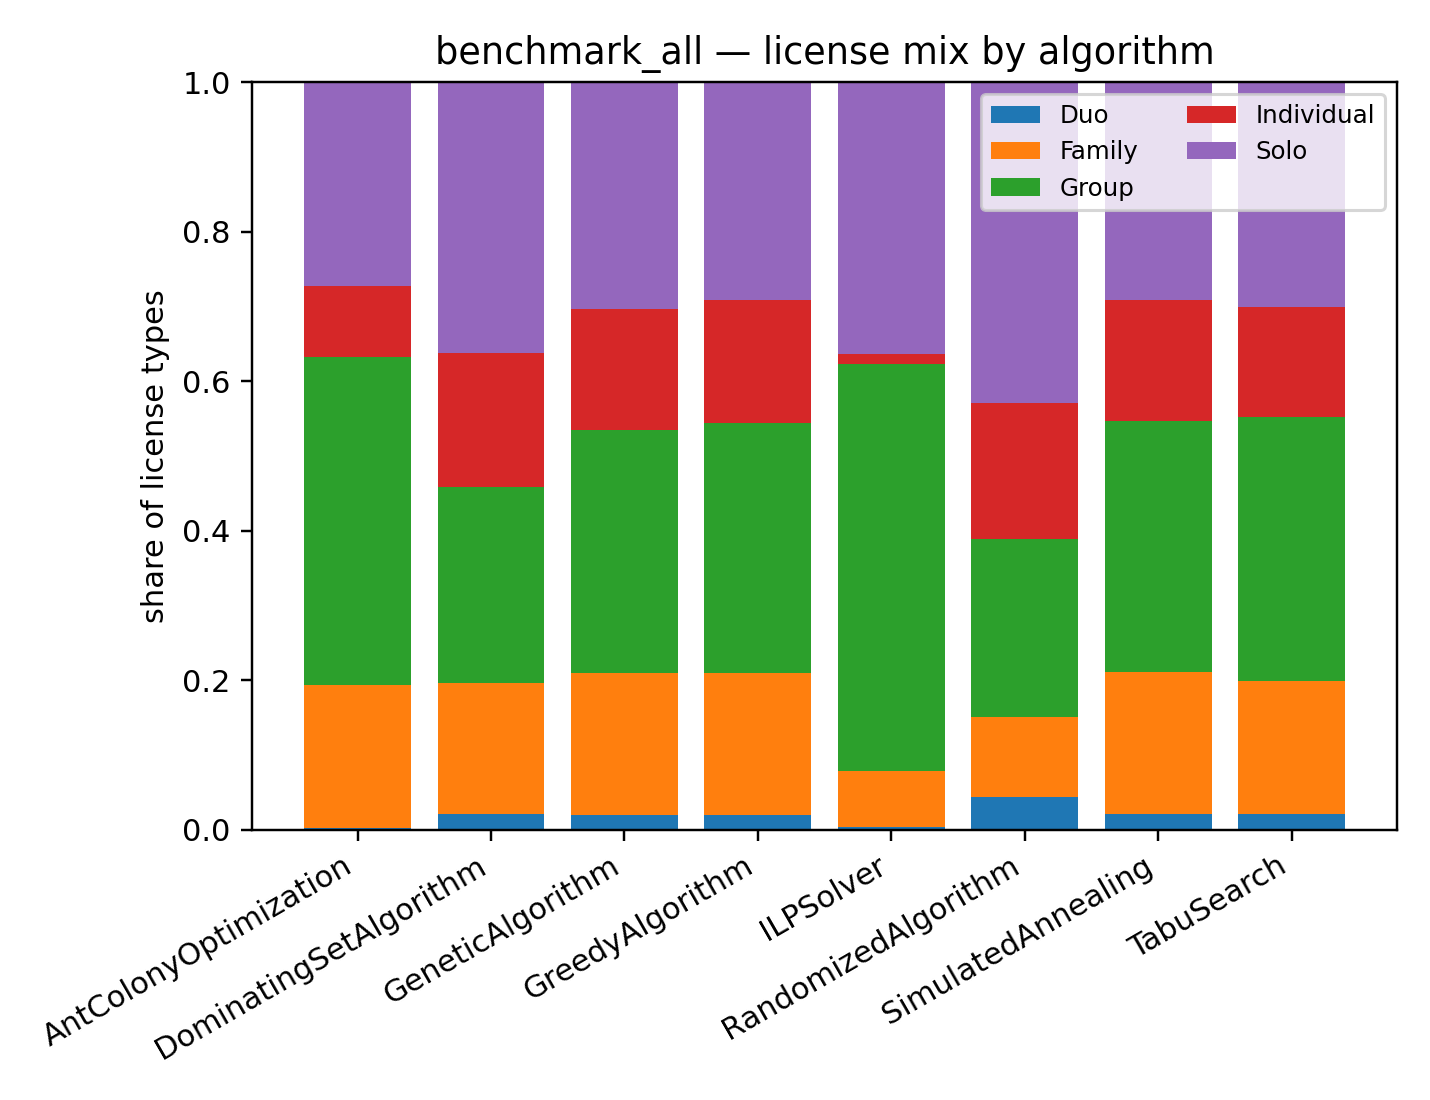 benchmark_all — license mix by algorithm
share of license types
1.0
0.8
0.6
0.4
0.2
0.0
Duo
Family
Group
Individual
Solo
AntColonyOptimization
DominatingSetAlgorithm
GeneticAlgorithm
GreedyAlgorithm
ILPSolver
RandomizedAlgorithm
SimulatedAnnealing
TabuSearch